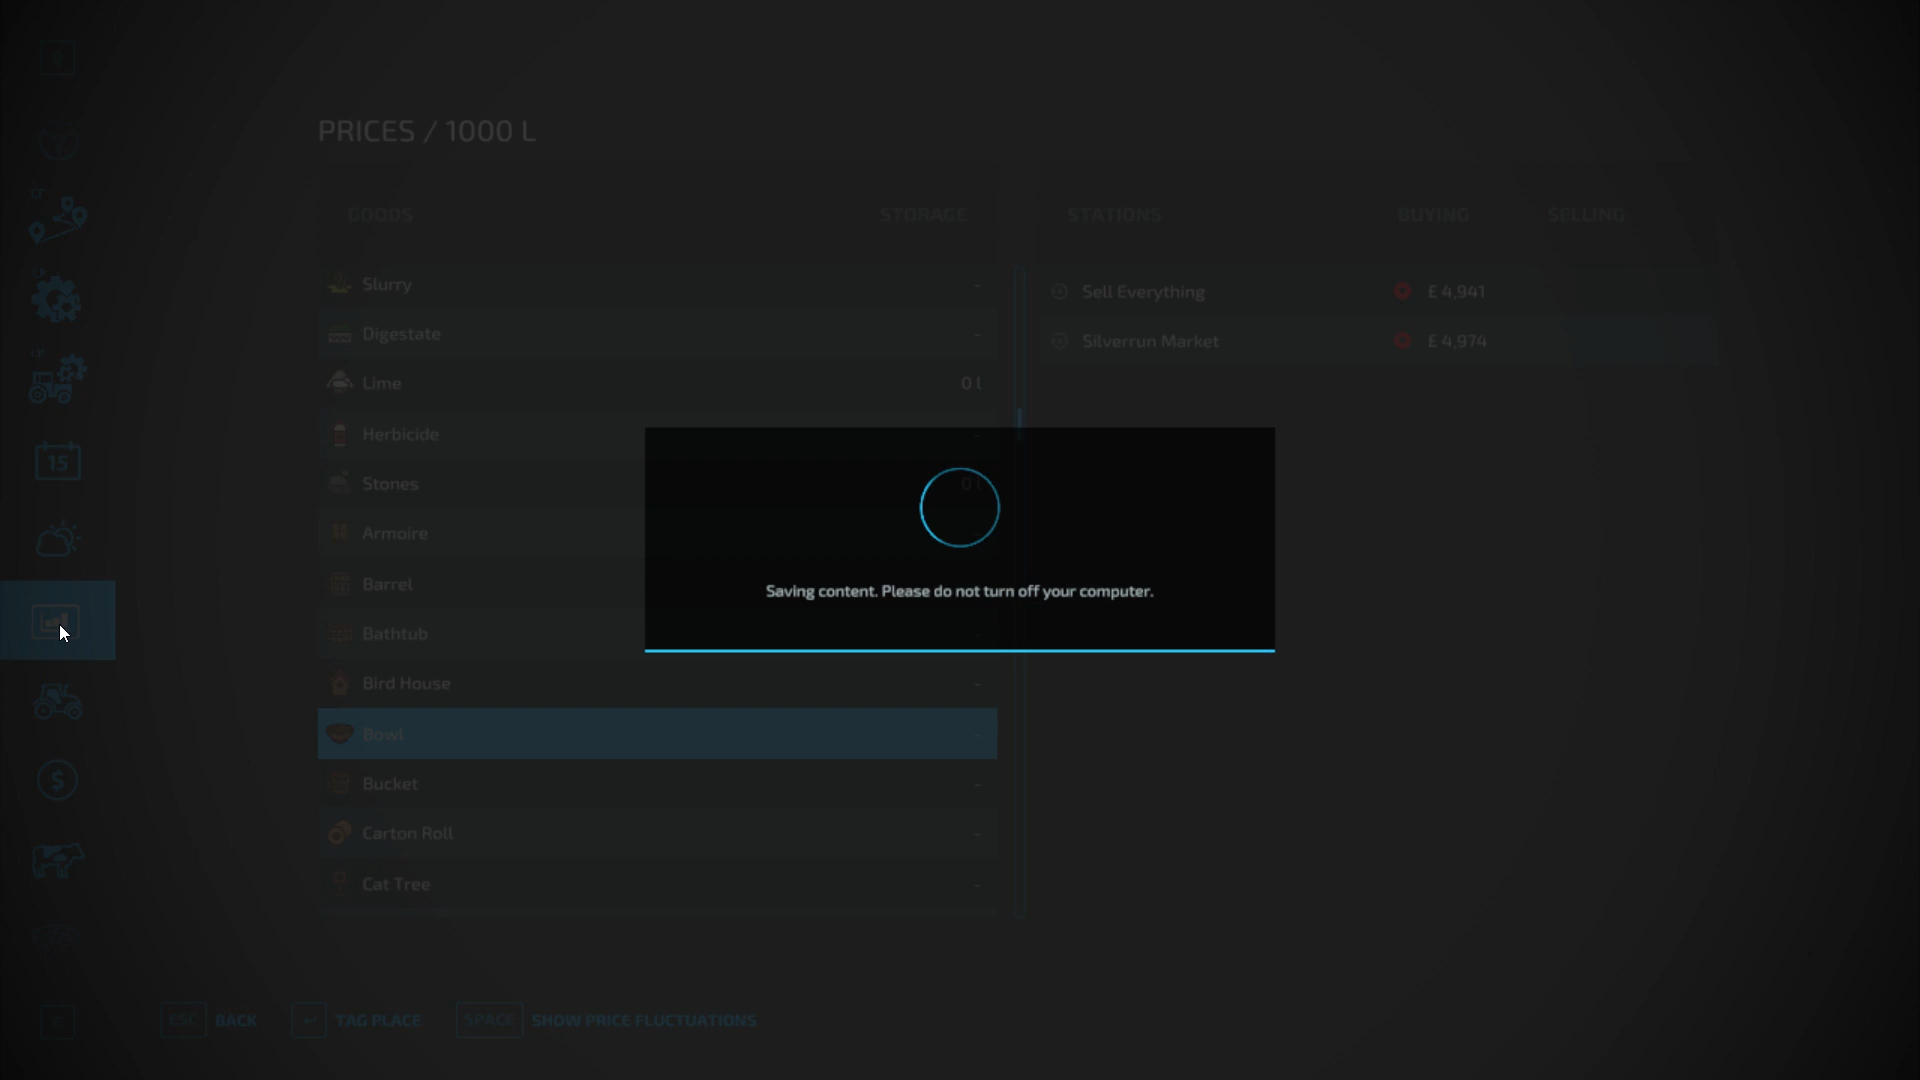 PRICES / 1000 L
GOODS STORAGE
Slurry -
Digestate -
Lime 0 l
Herbicide -
Stones 0 l
Armoire
Barrel
Bathtub -
Bird House -
Bowl -
Bucket -
Carton Roll -
Cat Tree -
STATIONS BUYING SELLING
Sell Everything £ 4,941
Silverrun Market £ 4,974
Saving content. Please do not turn off your computer.
15
$
ESC BACK
TAG PLACE
SPACE SHOW PRICE FLUCTUATIONS